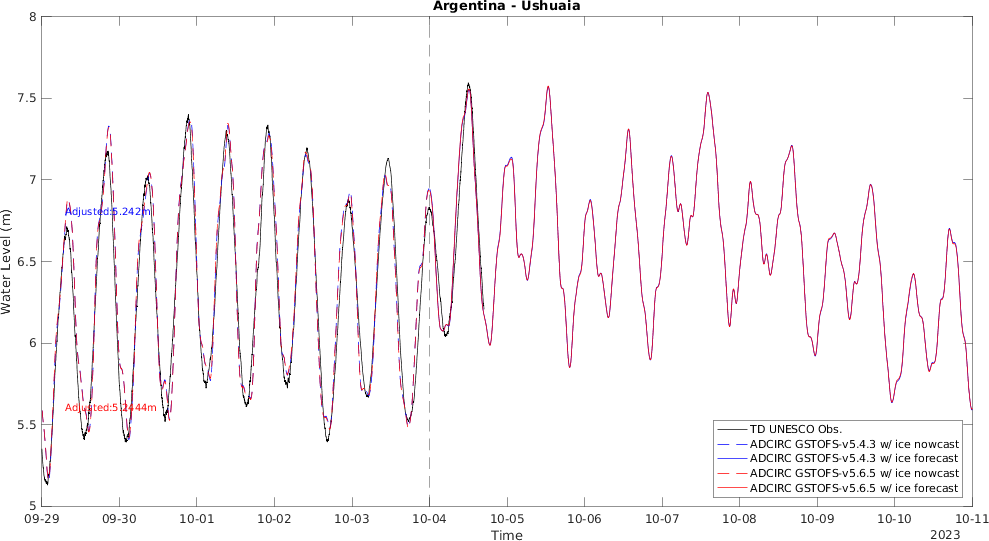 Argentina - Ushuaia
Water Level (m)
8
7.5
7
6.5
6
5.5
5
Adjusted:5.242m
Adjusted:5.2444m
TD UNESCO Obs.
ADCIRC GSTOFS-v5.4.3 w/ ice nowcast
ADCIRC GSTOFS-v5.4.3 w/ ice forecast
ADCIRC GSTOFS-v5.6.5 w/ ice nowcast
ADCIRC GSTOFS-v5.6.5 w/ ice forecast
09-29 09-30 10-01 10-02 10-03 10-04 10-05 10-06 10-07 10-08 10-09 10-10 10-11
Time
2023